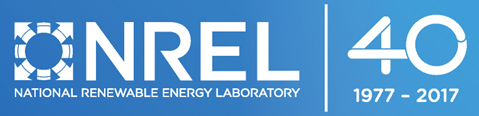 NREL
NATIONAL RENEWABLE ENERGY LABORATORY
40
1977 – 2017